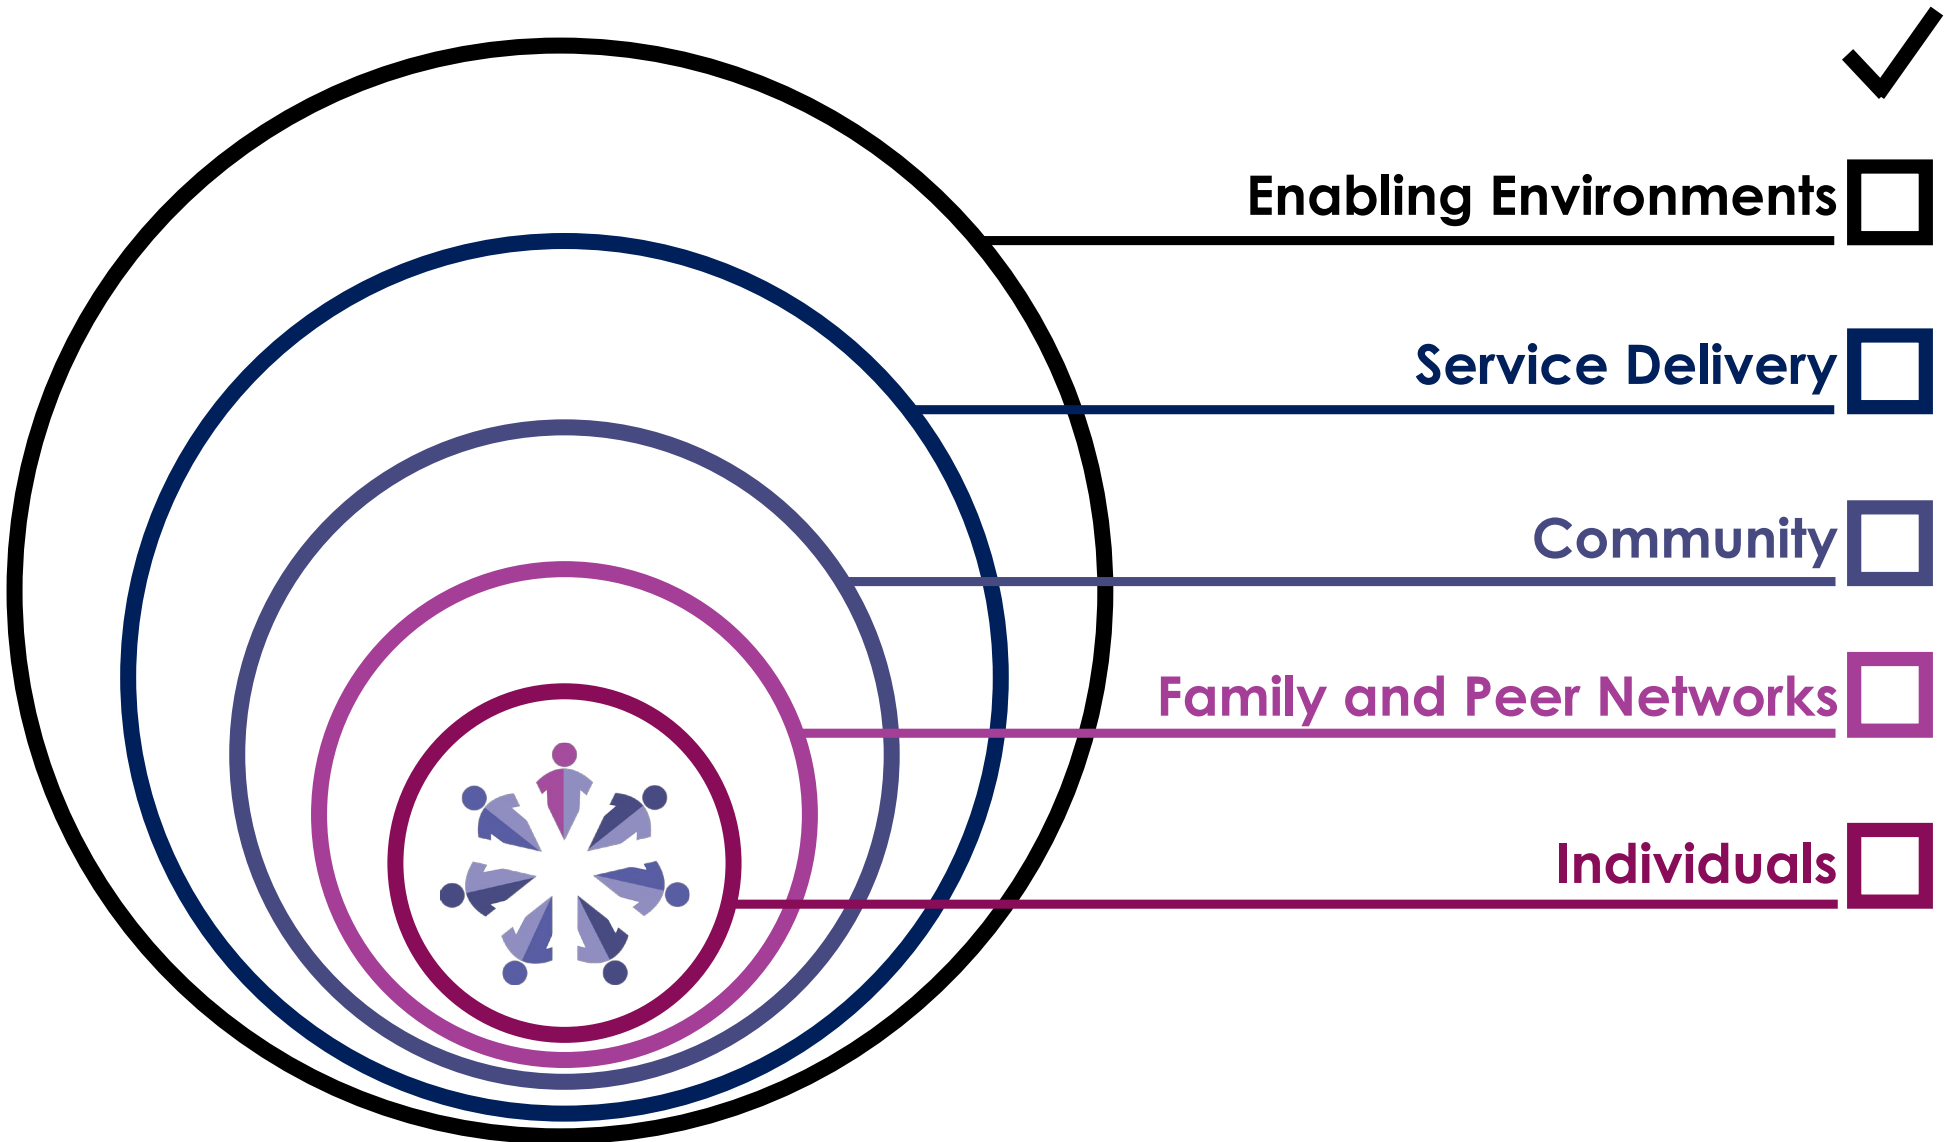 Enabling Environments
Service Delivery
Community
Family and Peer Networks
Individuals